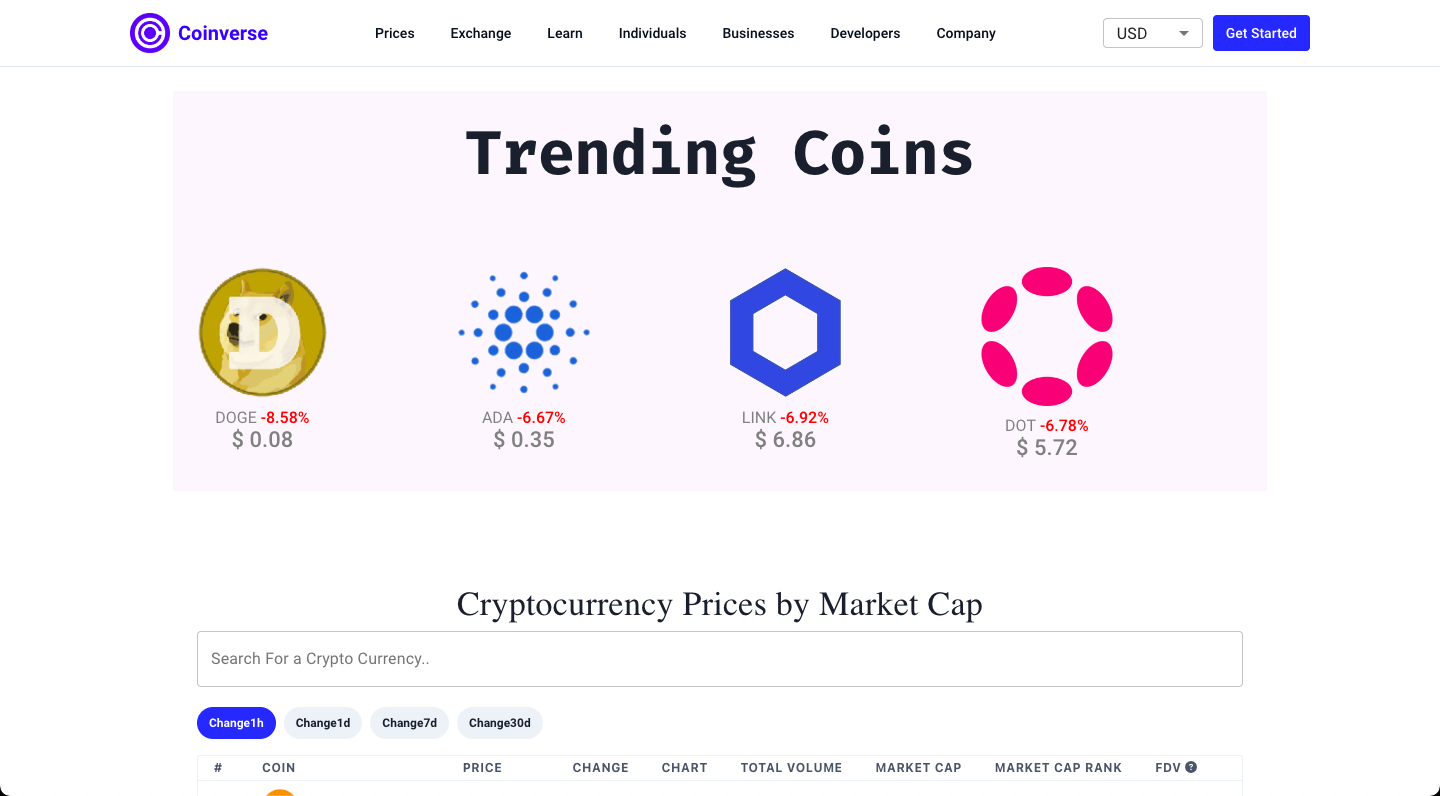 Coinverse
Prices Exchange Learn Individuals Businesses Developers Company
USD
Get Started
Trending Coins
D
DOGE -8.58%
$ 0.08
ADA -6.67%
$ 0.35
LINK -6.92%
$ 6.86
DOT -6.78%
$ 5.72
Cryptocurrency Prices by Market Cap
Search For a Crypto Currency..
Change1h Change1d Change7d Change30d
# COIN PRICE CHANGE CHART TOTAL VOLUME MARKET CAP MARKET CAP RANK FDV ?